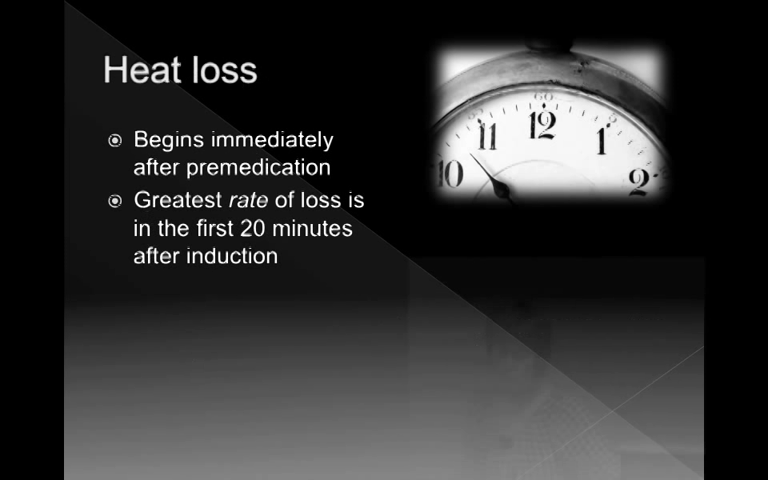 Heat loss
Begins immediately
after premedication
Greatest rate of loss is
in the first 20 minutes
after induction
60
11
12
1
10
2